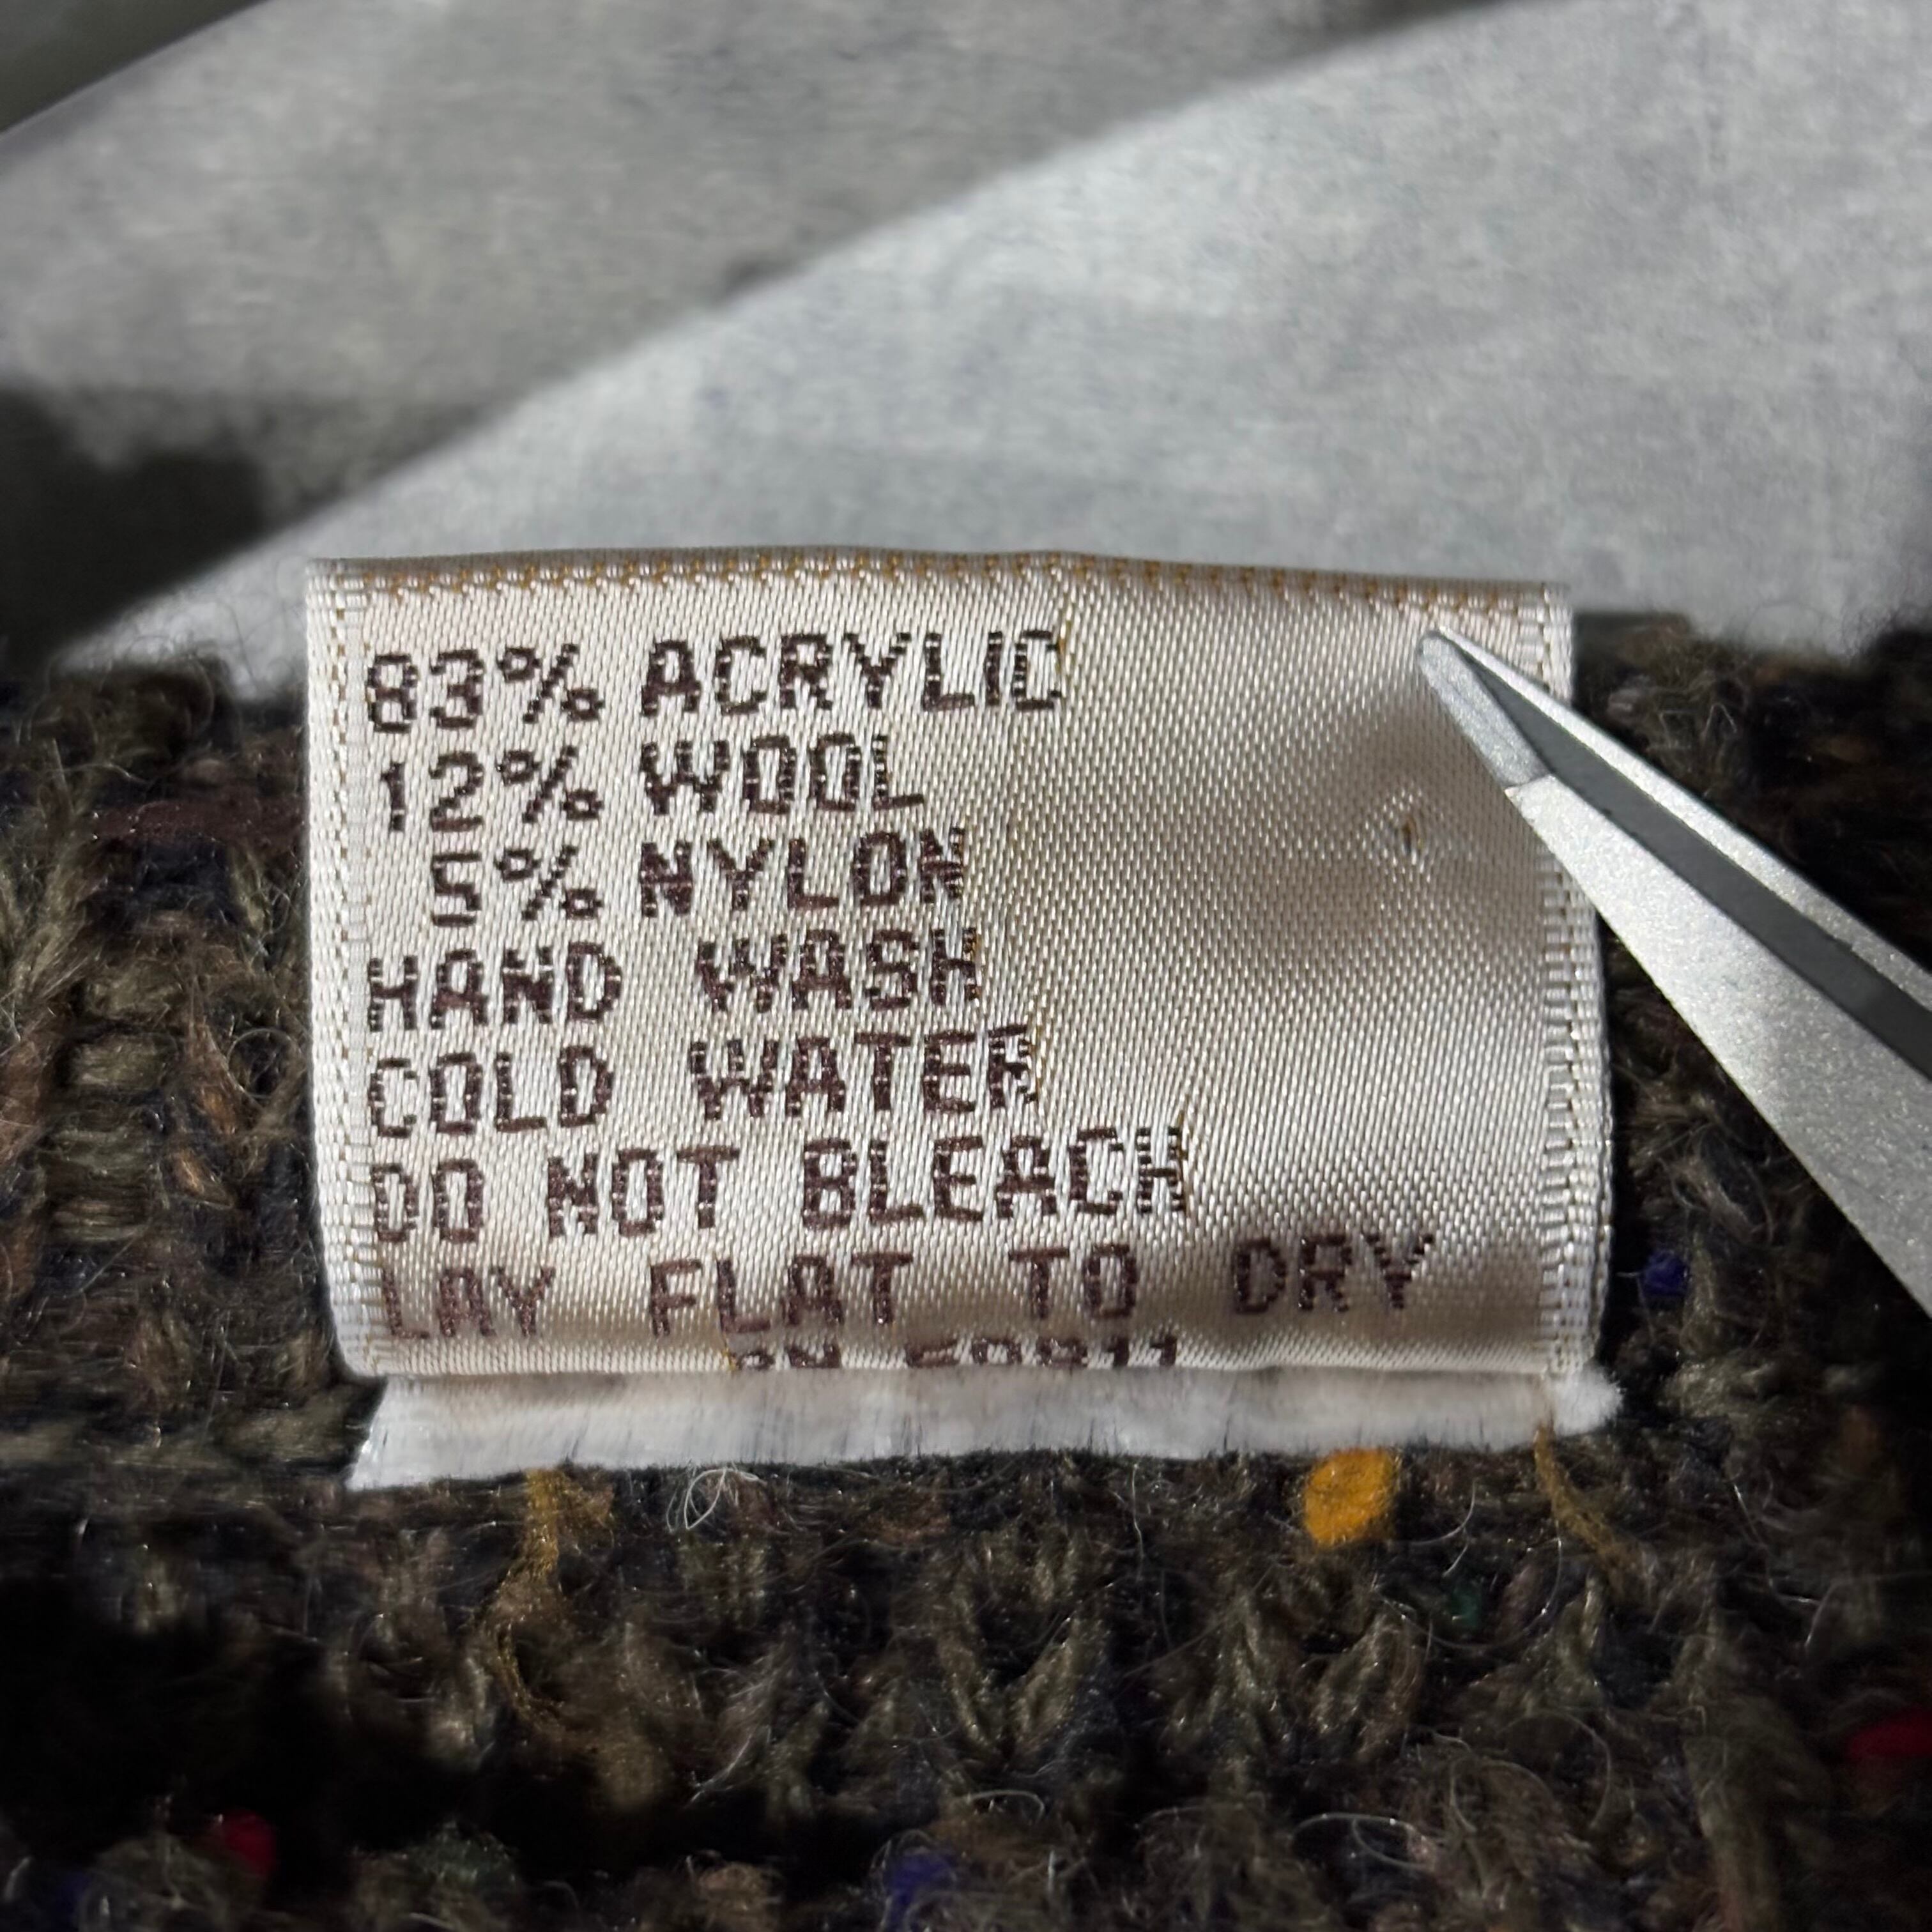 83% ACRYLIC
12% WOOL
5% NYLON
HAND WASH
COLD WATER
DO NOT BLEACH
LAY FLAT TO DRY